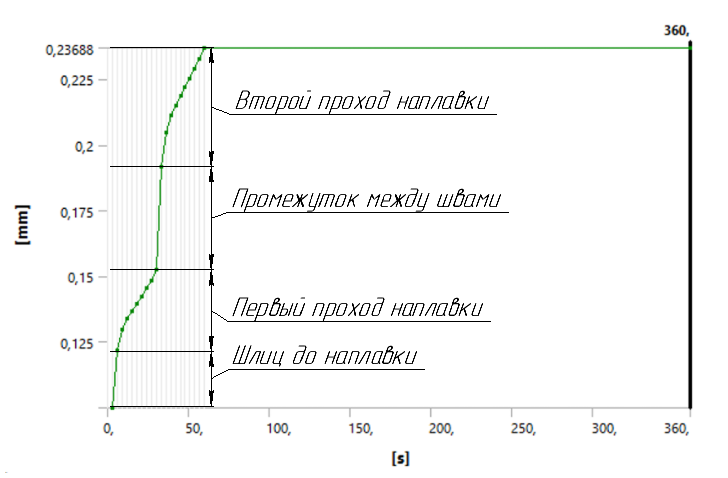 360,
0,23688
0,225
Второй проход наплавки
0,2
Промежуток между швами
0,175
[mm]
0,15
Первый проход наплавки
0,125
Шлиц до наплавки
0, 50, 100, 150, 200, 250, 300, 360,
[s]